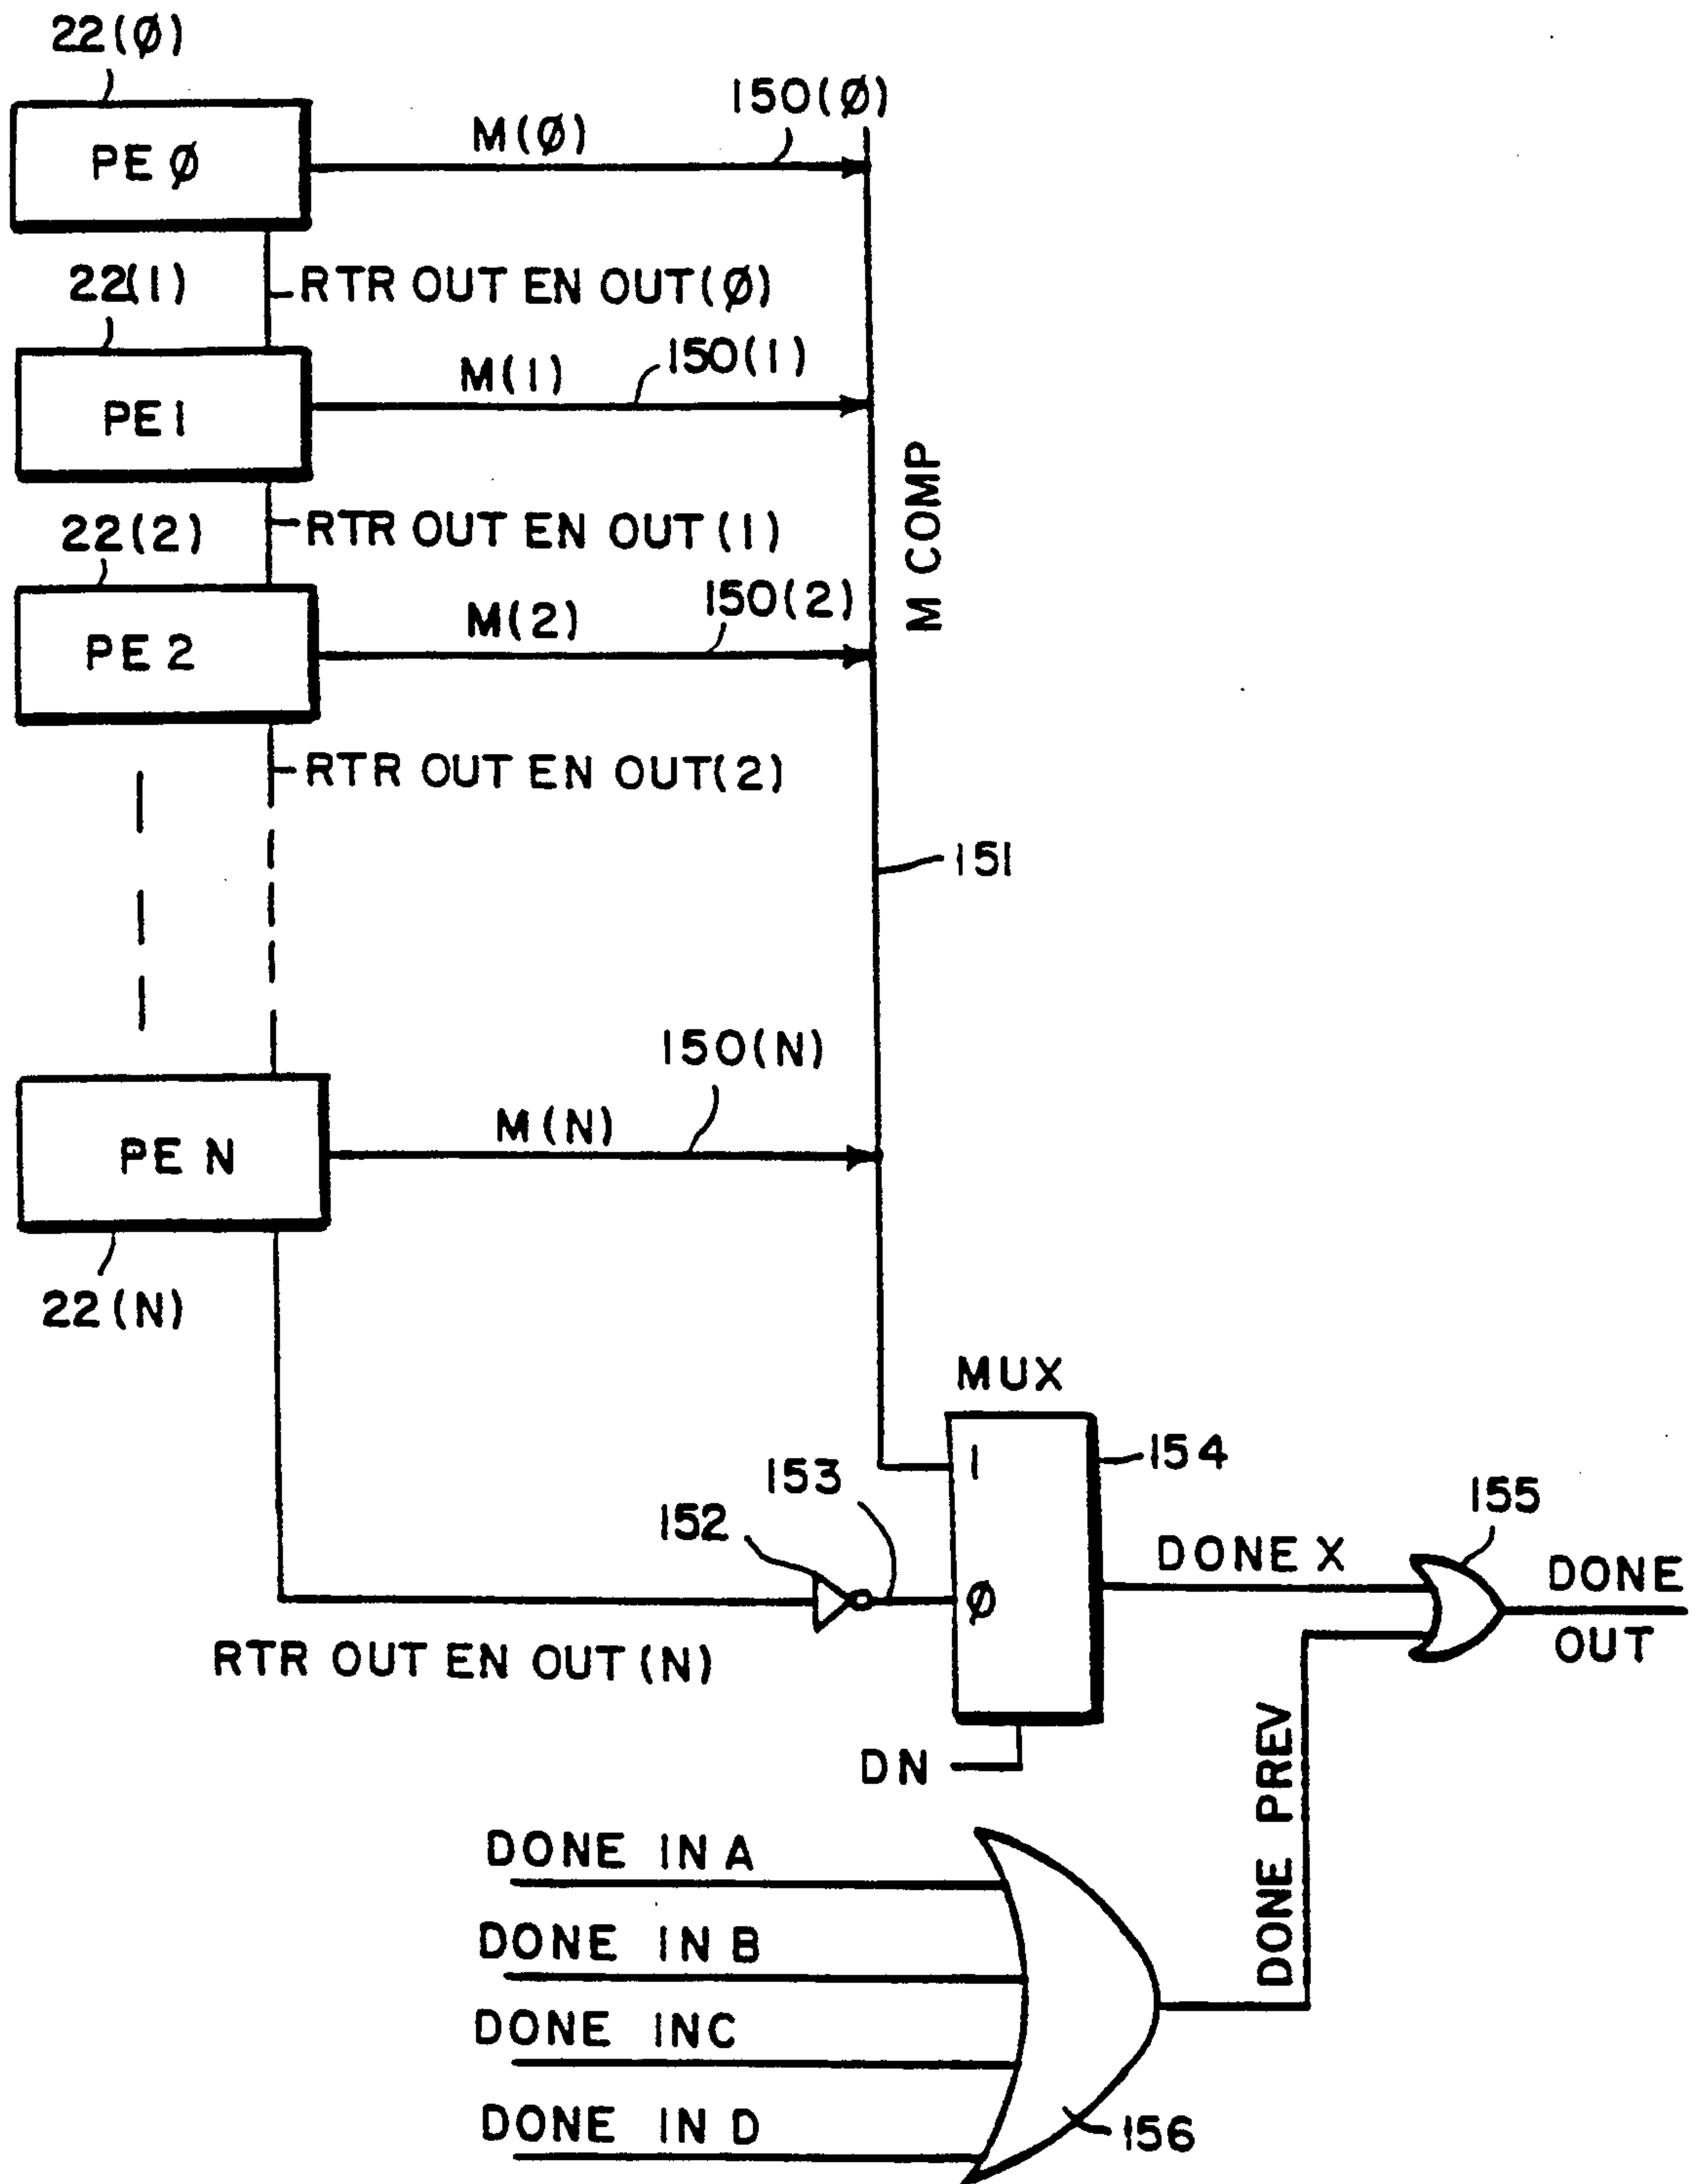 22(Ø)
150(Ø)
M(Ø)
PE Ø
22(1)
RTR OUT EN OUT(Ø)
M(1)
150(1)
PE 1
M COMP
22(2)
RTR OUT EN OUT(1)
M(2)
150(2)
PE 2
RTR OUT EN OUT(2)
151
150(N)
M(N)
PE N
22(N)
MUX
1
154
153
152
155
DONE X
DONE
OUT
Ø
RTR OUT EN OUT(N)
DN
DONE PREV
DONE IN A
DONE IN B
DONE INC
DONE IN D
156